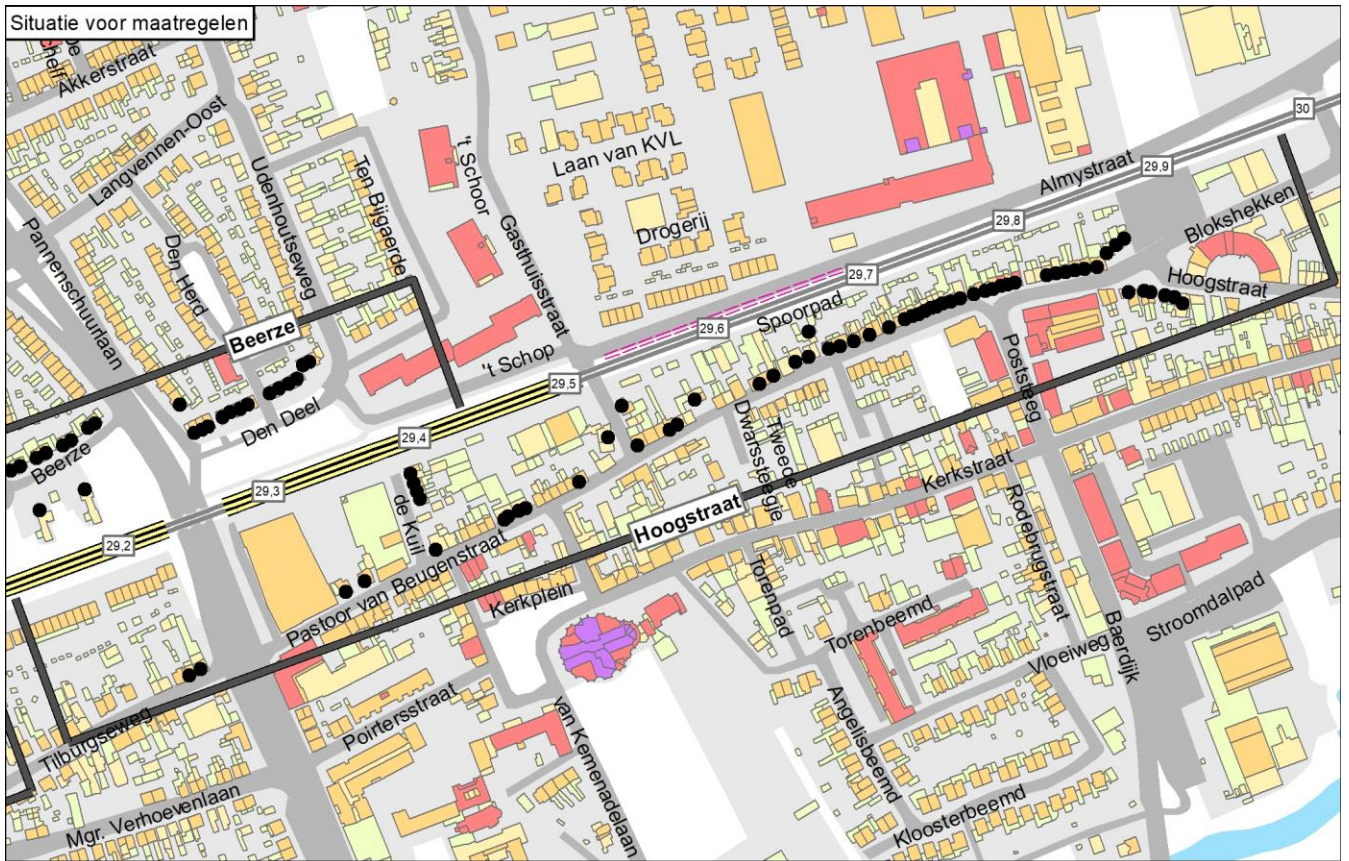 Situatie voor maatregelen
Akkerstraat
Langvennen-Oost
Udenhoutseweg
Ten Bijgaerde
't Schoor
Gasthuisstraat
Laan van KVL
Drogerij
Almystraat
30
29,9
29,8
29,7
29,6
29,5
29,4
29,3
29,2
Blokshekken
Hoogstraat
Pannenschuurlaan
Den Herd
Beerze
't Schop
Spoorpad
Den Deel
Beerze
Poststeeg
Dwarssteegje
Tweede
Kerkstraat
de Kuil
Hoogstraat
Pastoor van Beugenstraat
Kerkplein
Torenpad
Rodebrugstraat
Torenbeemd
Vloeiweg
Baerdijk
Stroomdalpad
Tilburgseweg
Poirtersstraat
van Kemenadelaan
Angelisbeemd
Mgr. Verhoevenlaan
Kloosterbeemd